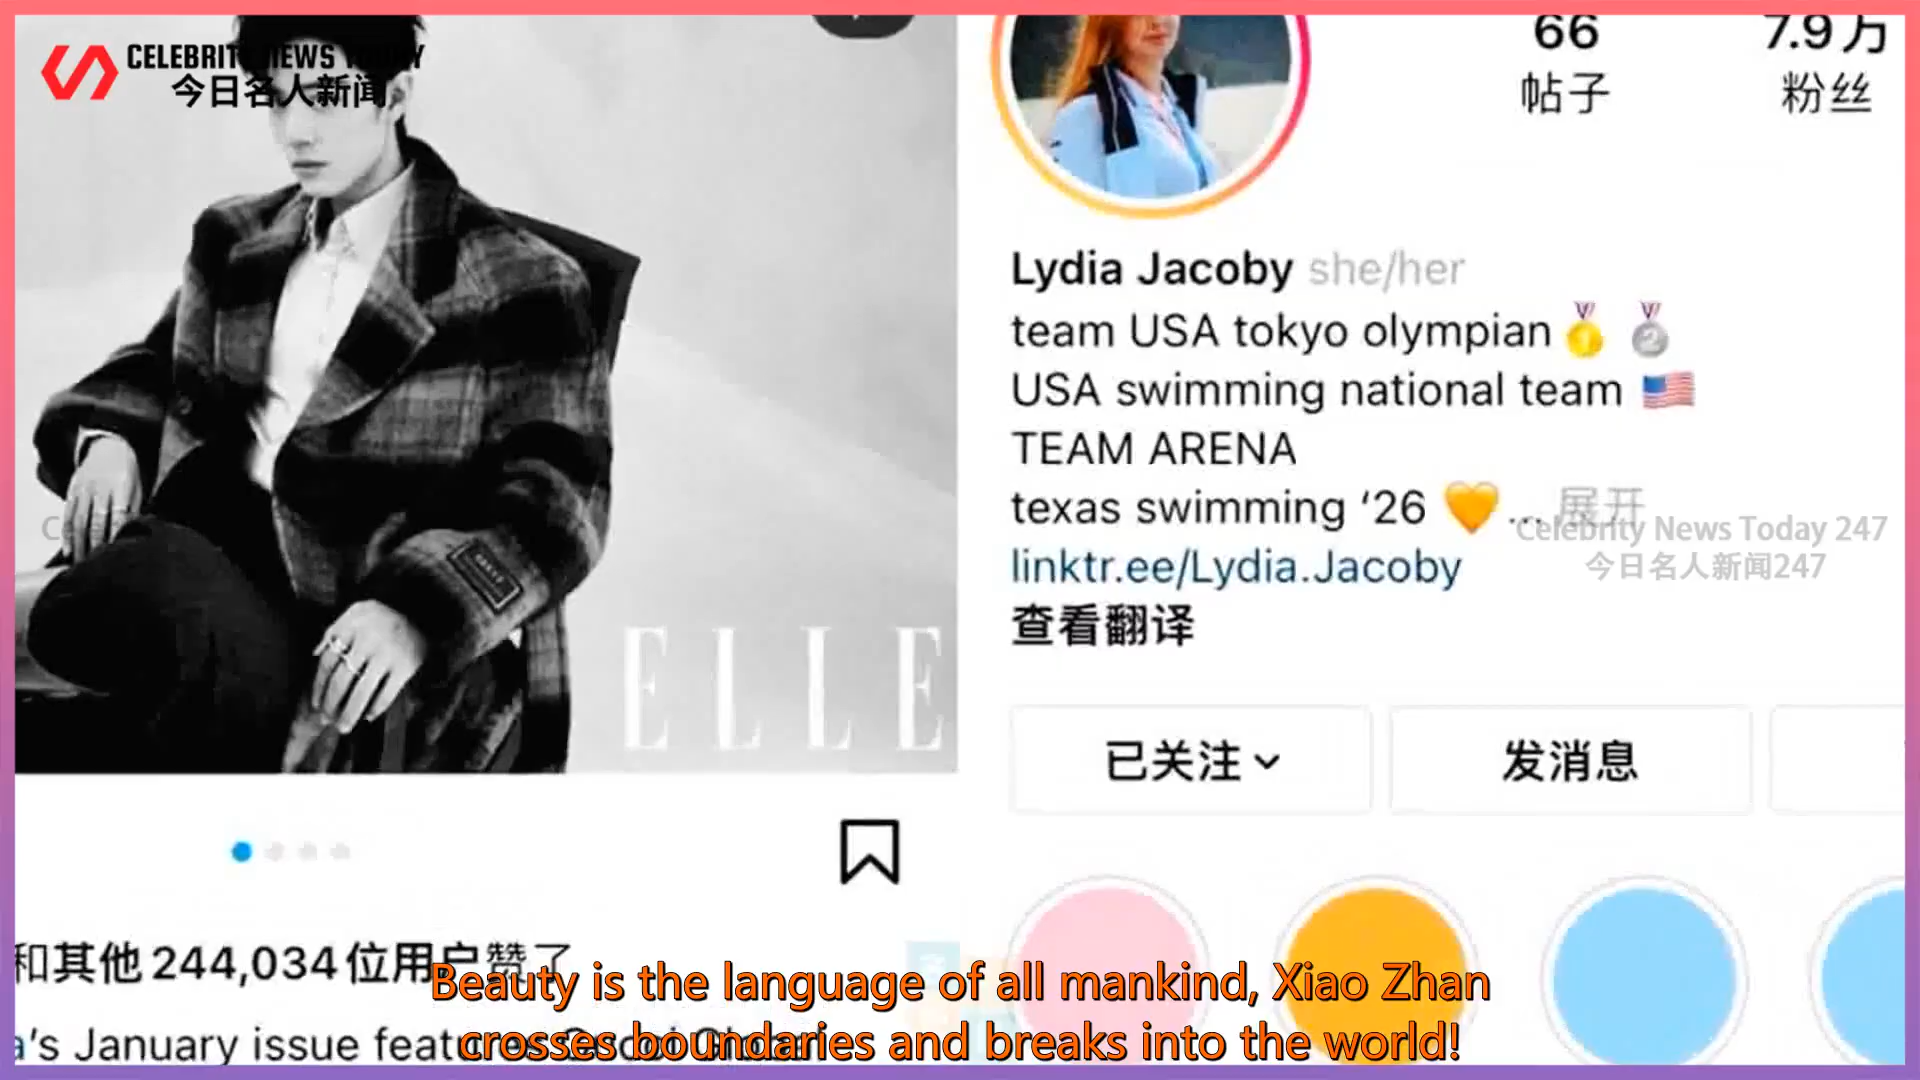 CELEBRITY NEWS TODAY
今日名人新闻
ELLE
和其他244,034位用户赞了
a's January issue featu
66
帖子
7.9万
粉丝
Lydia Jacoby she/her
team USA tokyo olympian
USA swimming national team
TEAM ARENA
texas swimming ‘26 🧡... 展开
linktr.ee/Lydia.Jacoby
查看翻译
已关注
发消息
Celebrity News Today 247
今日名人新闻247
Beauty is the language of all mankind, Xiao Zhan
crosses boundaries and breaks into the world!